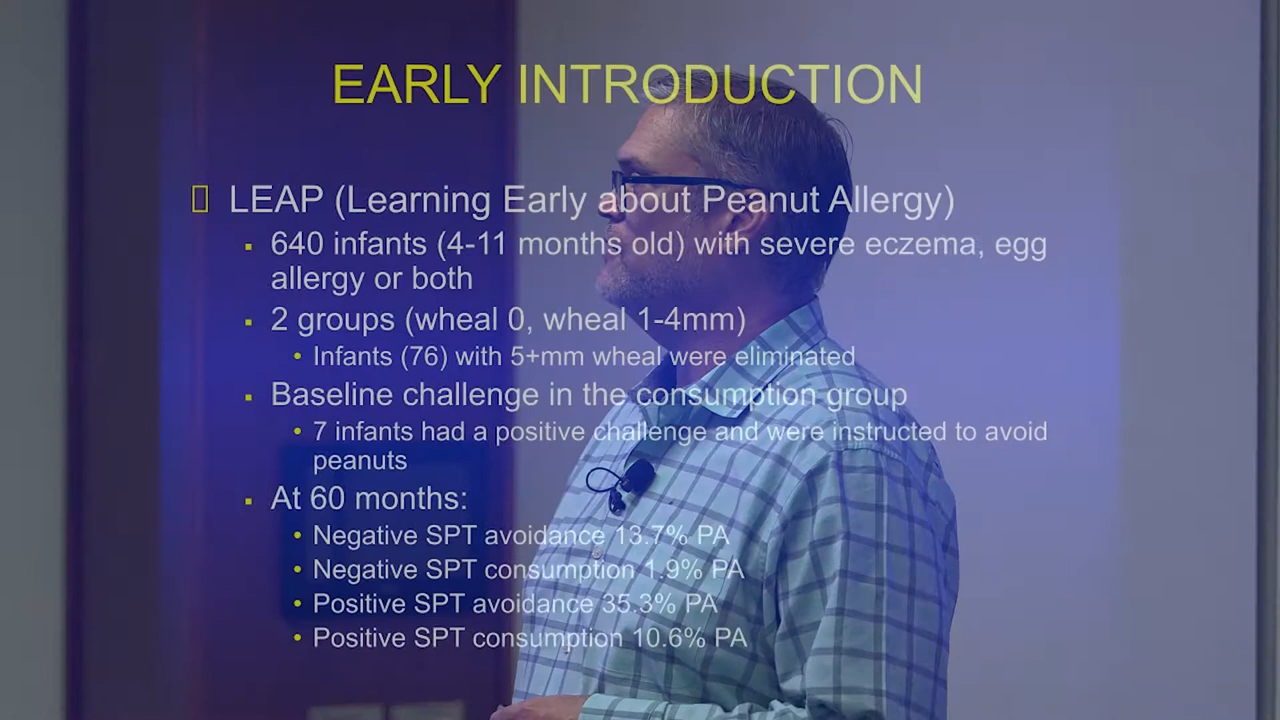 EARLY INTRODUCTION
LEAP (Learning Early about Peanut Allergy)
640 infants (4-11 months old) with severe eczema, egg
allergy or both
2 groups (wheal 0, wheal 1-4mm)
Infants (76) with 5+mm wheal were eliminated
Baseline challenge in the consumption group
7 infants had a positive challenge and were instructed to avoid
peanuts
At 60 months:
Negative SPT avoidance 13.7% PA
Negative SPT consumption 1.9% PA
Positive SPT avoidance 35.3% PA
Positive SPT consumption 10.6% PA